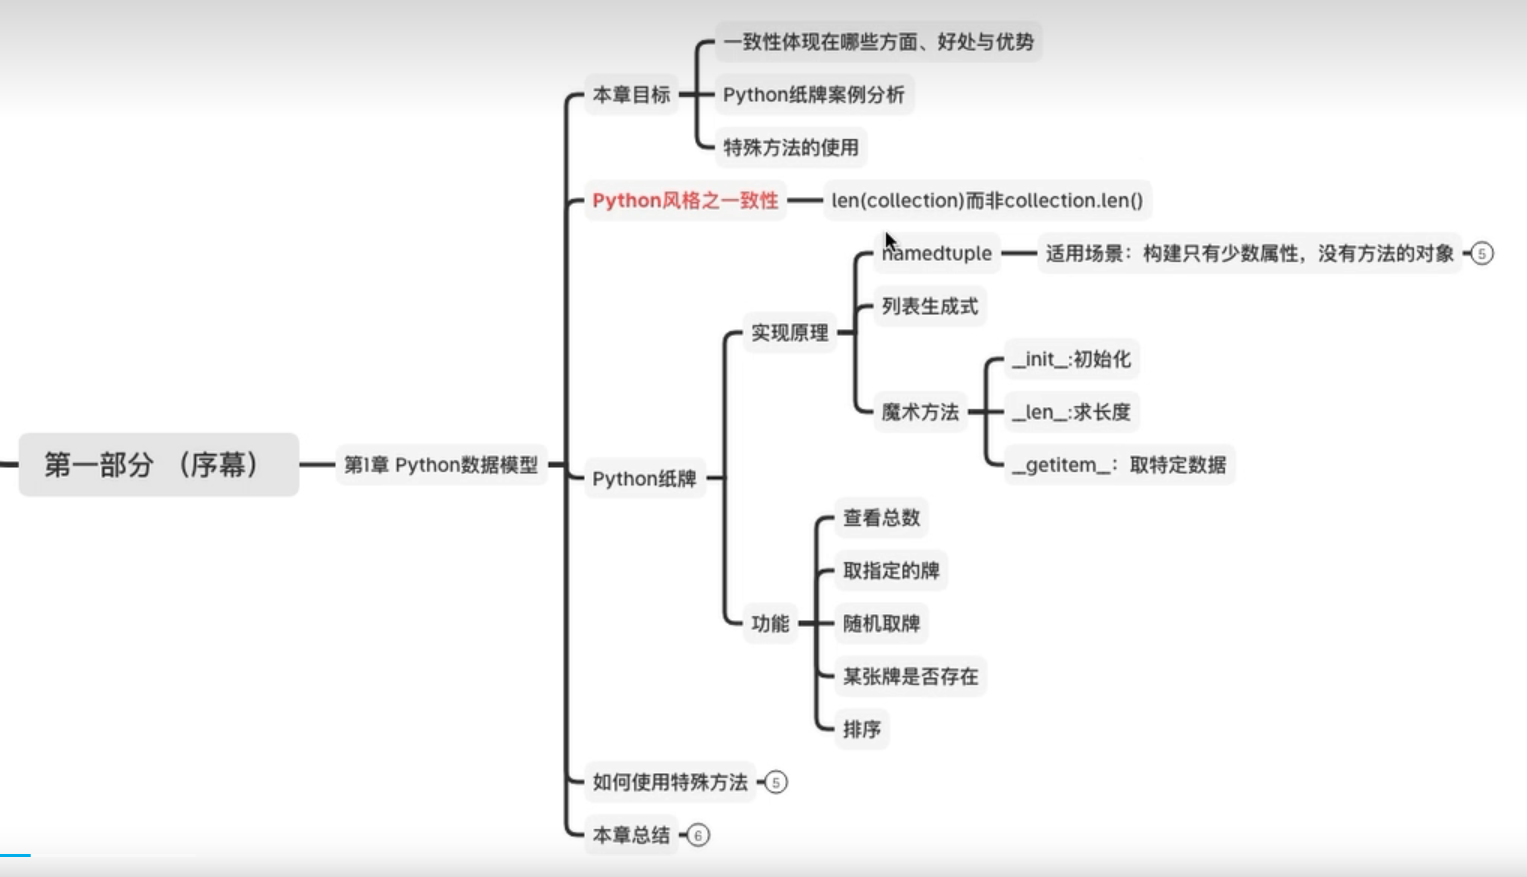 一致性体现在哪些方面、好处与优势
本章目标
Python纸牌案例分析
特殊方法的使用
Python风格之一致性
len(collection)而非collection.len()
namedtuple
适用场景：构建只有少数属性，没有方法的对象
5
列表生成式
实现原理
_init_:初始化
魔术方法
_len_:求长度
_getitem_：取特定数据
第一部分 （序幕）
第1章 Python数据模型
Python纸牌
查看总数
取指定的牌
功能
随机取牌
某张牌是否存在
排序
如何使用特殊方法
5
本章总结
6